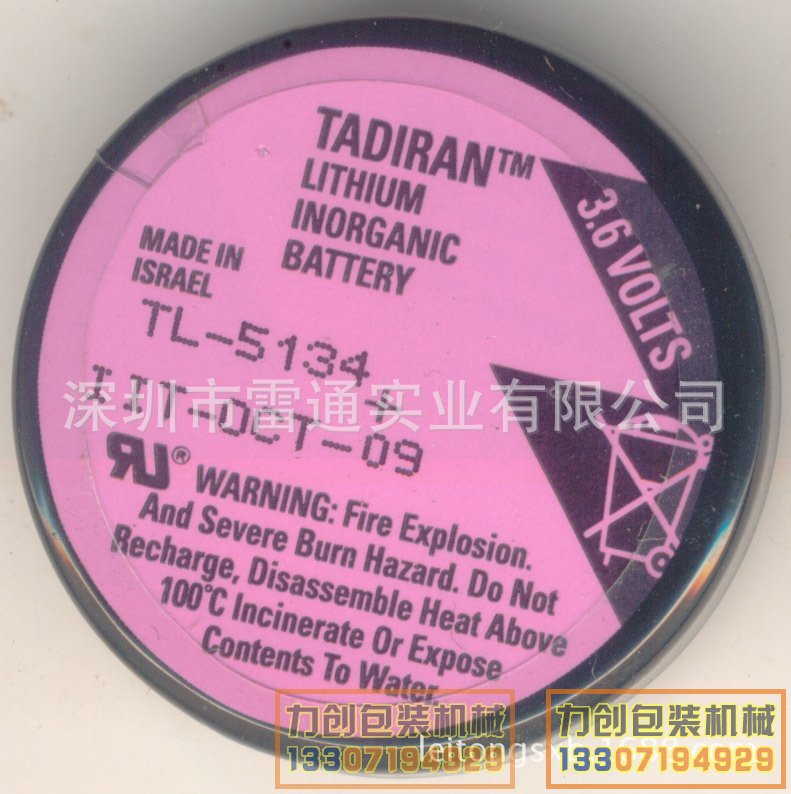 TADIRAN™
LITHIUM
INORGANIC
BATTERY
3.6 VOLTS
MADE IN
ISRAEL
TL-5134
OCT-09
深圳市雷通实业有限公司
WARNING: Fire Explosion.
And Severe Burn Hazard. Do Not
Recharge, Disassemble Heat Above
100°C Incinerate Or Expose
Contents To Water
力创包装机械
13307194929
力创包装机械
13307194929